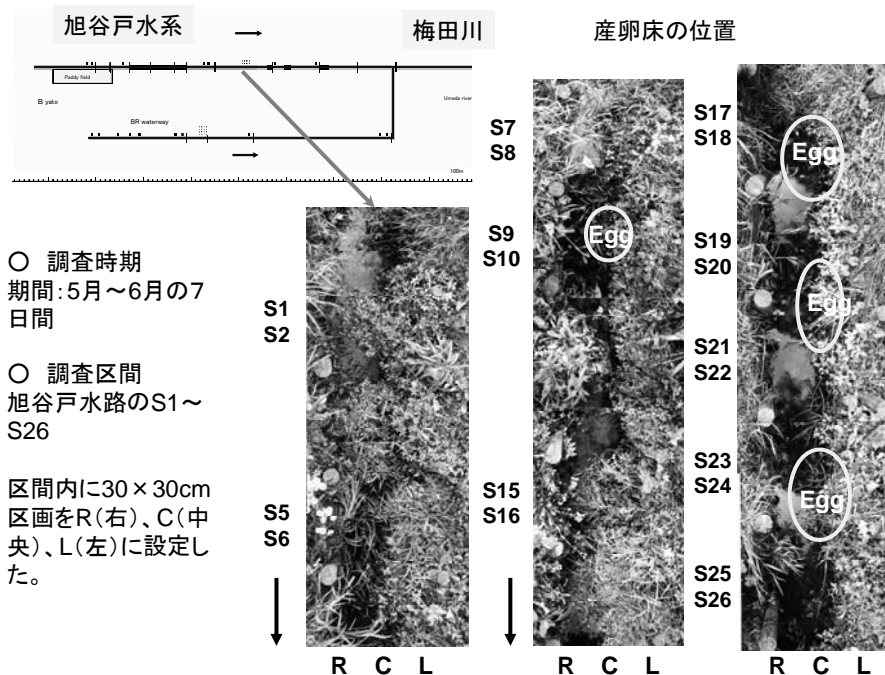 旭谷戸水系
梅田川
産卵床の位置
Paddy field
B yato
Umeda river
BR waterway
100m
○ 調査時期
期間:5月~6月の7
日間
○ 調査区間
旭谷戸水路のS1~
S26
区間内に30×30cm
区画をR(右)、C(中
央)、L(左)に設定し
た。
S1
S2
S5
S6
R C L
S7
S8
S9
S10
Egg
S15
S16
R C L
S17
S18
Egg
S19
S20
Egg
S21
S22
S23
S24
Egg
S25
S26
R C L